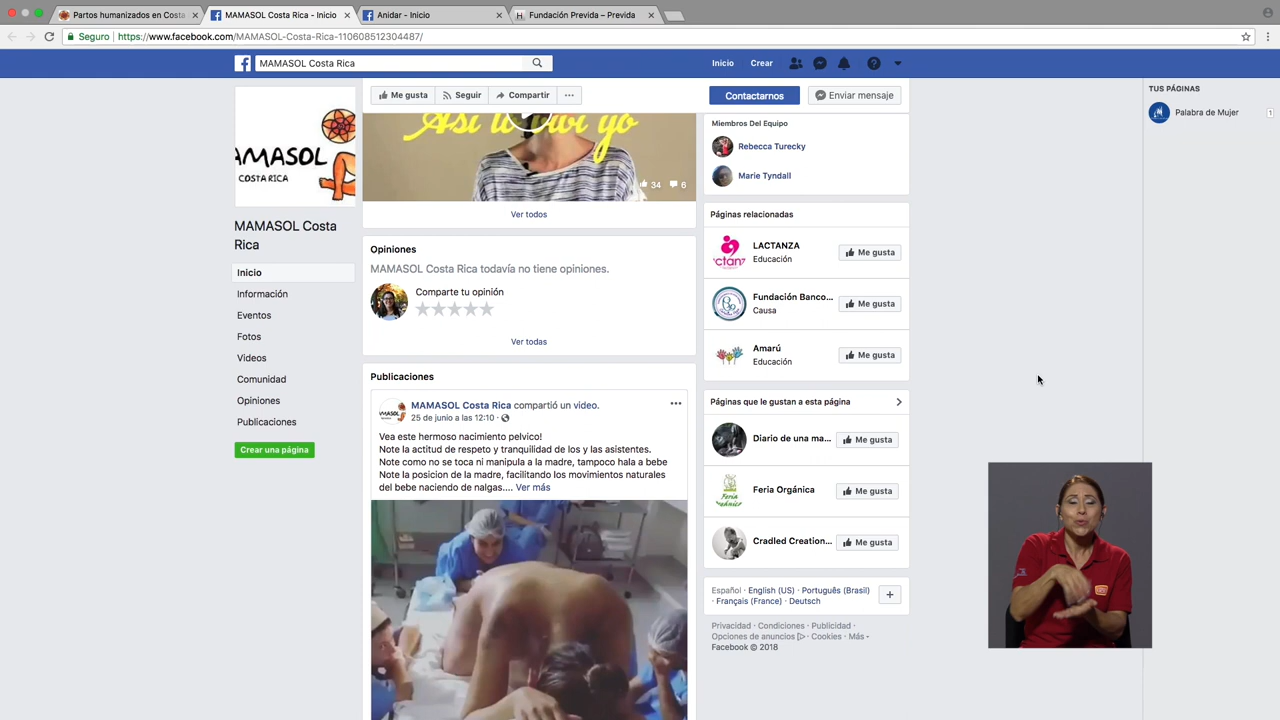 Partos humanizados en Costa
MAMASOL Costa Rica - Inicio
Anidar - Inicio
Fundación Previda – Previda
Seguro
https://www.facebook.com/MAMASOL-Costa-Rica-110608512304487/
MAMASOL Costa Rica
Inicio
Crear
Me gusta
Seguir
Compartir
Contactarnos
Enviar mensaje
TUS PÁGINAS
Palabra de Mujer
1
AMASOL
COSTA RICA
MAMASOL Costa
Rica
Inicio
Información
Eventos
Fotos
Videos
Comunidad
Opiniones
Publicaciones
Crear una página
Así lo viví yo
34
6
Ver todos
Opiniones
MAMASOL Costa Rica todavía no tiene opiniones.
Comparte tu opinión
Ver todas
Publicaciones
MAMASOL Costa Rica compartió un video.
25 de junio a las 12:10 ·
Vea este hermoso nacimiento pelvico!
Note la actitud de respeto y tranquilidad de los y las asistentes.
Note como no se toca ni manipula a la madre, tampoco hala a bebe
Note la posicion de la madre, facilitando los movimientos naturales
del bebe naciendo de nalgas.... Ver más
Miembros Del Equipo
Rebecca Turecky
Marie Tyndall
Páginas relacionadas
LACTANZA
Educación
Me gusta
Fundación Banco...
Causa
Me gusta
Amarú
Educación
Me gusta
Páginas que le gustan a esta página
Diario de una ma...
Me gusta
Feria Orgánica
Me gusta
Cradled Creation...
Me gusta
Español · English (US) · Português (Brasil)
· Français (France) · Deutsch
Privacidad · Condiciones · Publicidad ·
Opciones de anuncios · Cookies · Más
Facebook © 2018